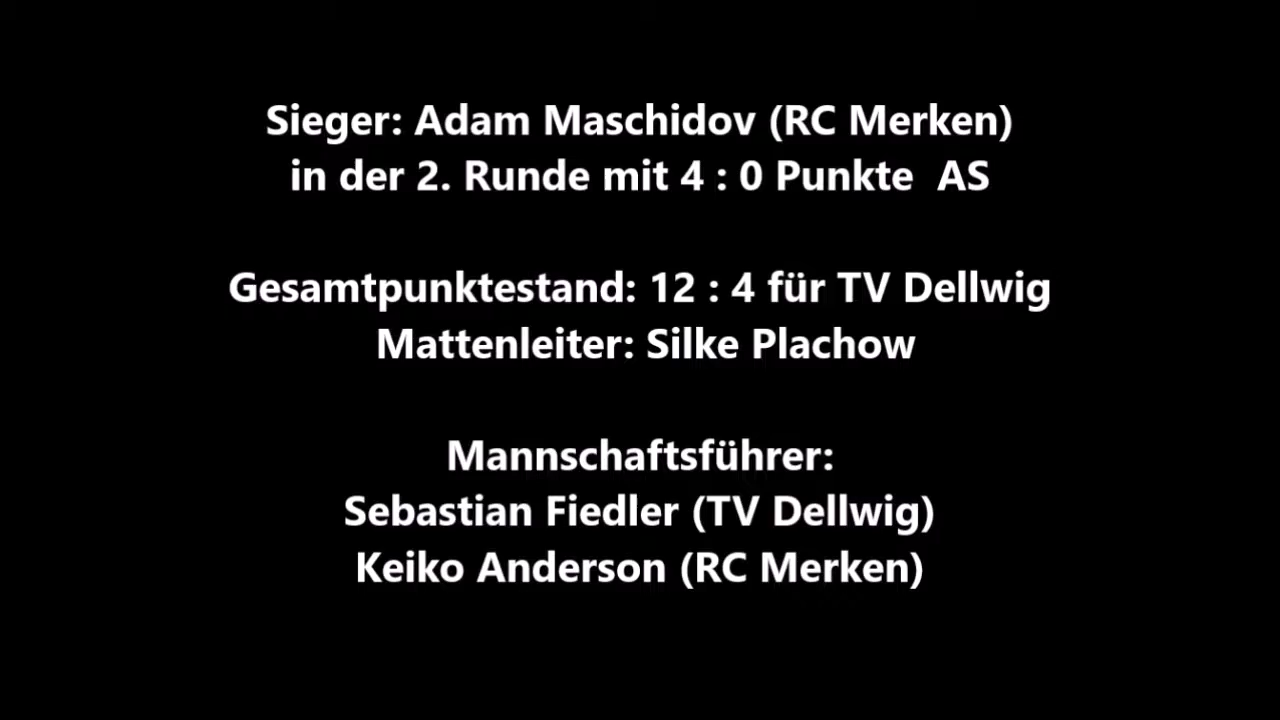 Sieger: Adam Maschidov (RC Merken)
in der 2. Runde mit 4 : 0 Punkte  AS
Gesamtpunktestand: 12 : 4 für TV Dellwig
Mattenleiter: Silke Plachow
Mannschaftsführer:
Sebastian Fiedler (TV Dellwig)
Keiko Anderson (RC Merken)